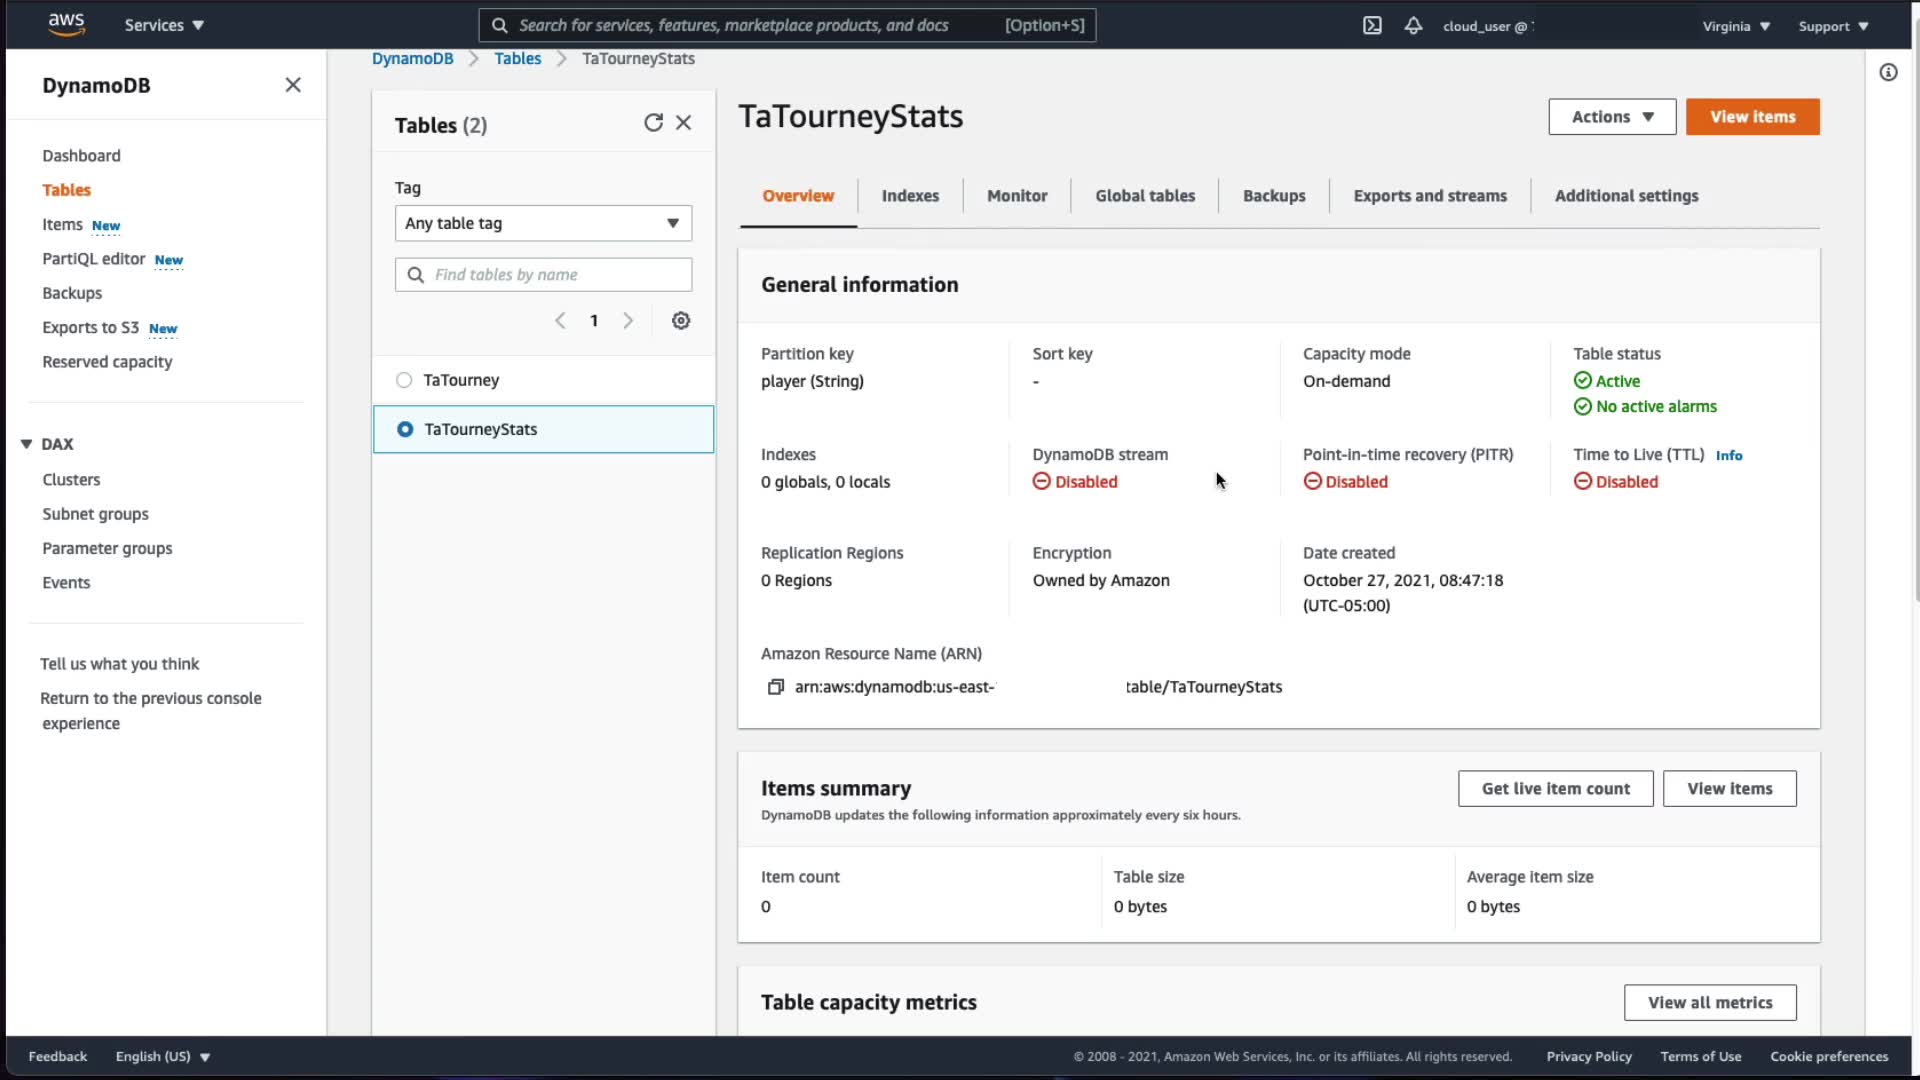 aws
Services
Search for services, features, marketplace products, and docs [Option+S]
cloud_user @
Virginia
Support
DynamoDB
Dashboard
Tables
Items New
PartiQL editor New
Backups
Exports to S3 New
Reserved capacity
DAX
Clusters
Subnet groups
Parameter groups
Events
Tell us what you think
Return to the previous console
experience
DynamoDB > Tables > TaTourneyStats
Tables (2)
Tag
Any table tag
Find tables by name
1
TaTourney
TaTourneyStats
TaTourneyStats
Actions
View items
Overview
Indexes
Monitor
Global tables
Backups
Exports and streams
Additional settings
General information
Partition key
player (String)
Sort key
-
Capacity mode
On-demand
Table status
Active
No active alarms
Indexes
0 globals, 0 locals
DynamoDB stream
Disabled
Point-in-time recovery (PITR)
Disabled
Time to Live (TTL) Info
Disabled
Replication Regions
0 Regions
Encryption
Owned by Amazon
Date created
October 27, 2021, 08:47:18
(UTC-05:00)
Amazon Resource Name (ARN)
arn:aws:dynamodb:us-east- table/TaTourneyStats
Items summary
DynamoDB updates the following information approximately every six hours.
Get live item count
View items
Item count
0
Table size
0 bytes
Average item size
0 bytes
Table capacity metrics
View all metrics
Feedback
English (US)
© 2008 - 2021, Amazon Web Services, Inc. or its affiliates. All rights reserved.
Privacy Policy
Terms of Use
Cookie preferences